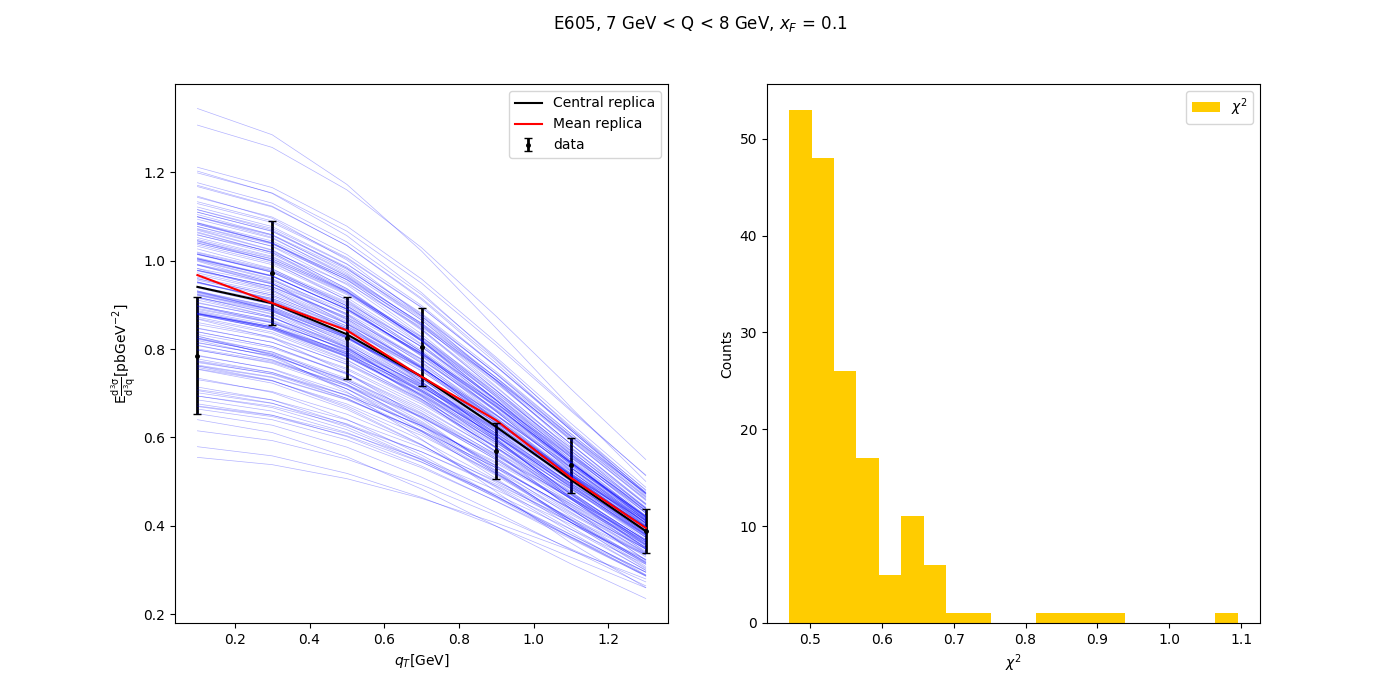 E605, 7 GeV < Q < 8 GeV, x_F = 0.1
Central replica
Mean replica
data
1.2
1.0
0.8
0.6
0.4
0.2
E d³σ/d³q [pbGeV⁻²]
0.2 0.4 0.6 0.8 1.0 1.2
q_T[GeV]
χ²
50
40
30
20
10
0
Counts
0.5 0.6 0.7 0.8 0.9 1.0 1.1
χ²